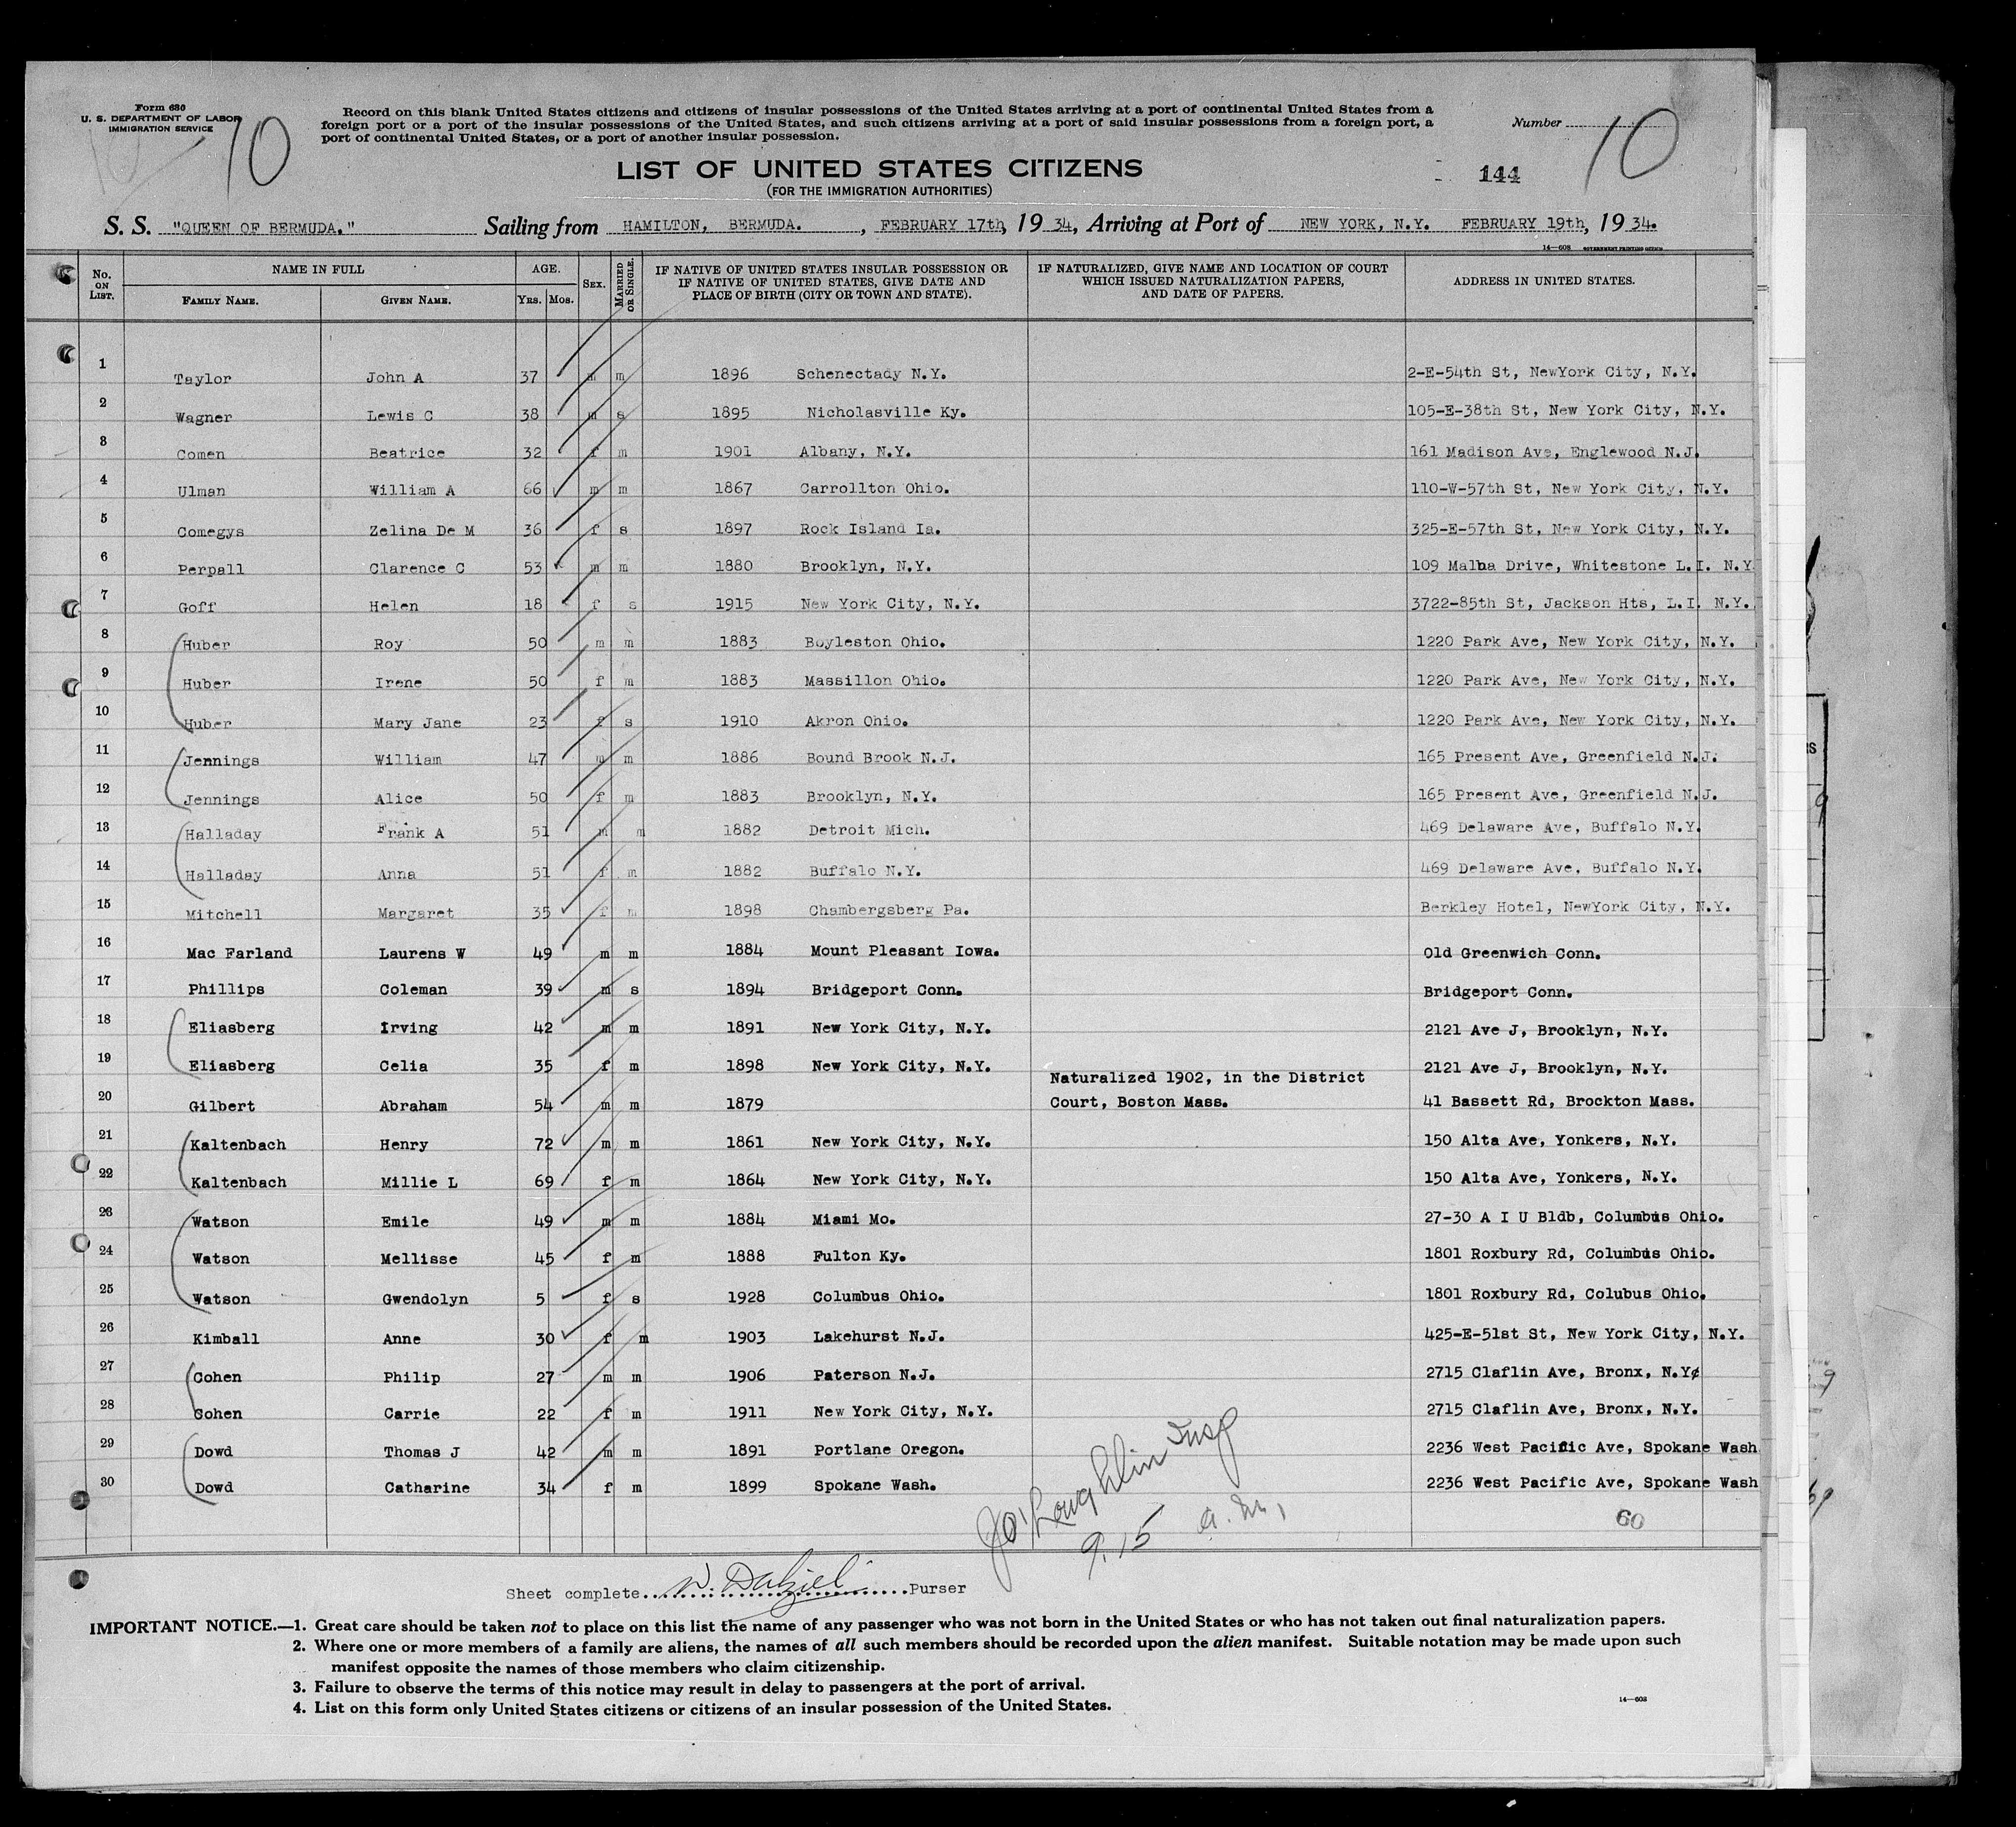 Form 630
U. S. DEPARTMENT OF LABOR
IMMIGRATION SERVICE
10
Record on this blank United States citizens and citizens of insular possessions of the United States arriving at a port of continental United States from a
foreign port or a port of the insular possessions of the United States, and such citizens arriving at a port of said insular possessions from a foreign port, a
port of continental United States, or a port of another insular possession.
Number
10
LIST OF UNITED STATES CITIZENS
(FOR THE IMMIGRATION AUTHORITIES)
144
S. S. "QUEEN OF BERMUDA." Sailing from HAMILTON, BERMUDA. , FEBRUARY 17th, 19 34, Arriving at Port of NEW YORK, N.Y. FEBRUARY 19th, 19 34.
14—608 GOVERNMENT PRINTING OFFICE
No. ON LIST. NAME IN FULL FAMILY NAME. GIVEN NAME. AGE. YRS. MOS. SEX. MARRIED OR SINGLE. IF NATIVE OF UNITED STATES INSULAR POSSESSION OR IF NATIVE OF UNITED STATES, GIVE DATE AND PLACE OF BIRTH (CITY OR TOWN AND STATE). IF NATURALIZED, GIVE NAME AND LOCATION OF COURT WHICH ISSUED NATURALIZATION PAPERS, AND DATE OF PAPERS. ADDRESS IN UNITED STATES.
1 Taylor John A 37 m m 1896 Schenectady N.Y. 2-E-54th St, NewYork City, N.Y.
2 Wagner Lewis C 38 m s 1895 Nicholasville Ky. 105-E-38th St, New York City, N.Y.
3 Comen Beatrice 32 f m 1901 Albany, N.Y. 161 Madison Ave, Englewood N.J.
4 Ulman William A 66 m m 1867 Carrollton Ohio. 110-W-57th St, New York City, N.Y.
5 Comegys Zelina De M 36 f s 1897 Rock Island Ia. 325-E-57th St, New York City, N.Y.
6 Perpall Clarence C 53 m m 1880 Brooklyn, N.Y. 109 Malba Drive, Whitestone L.I. N.Y
7 Goff Helen 18 f s 1915 New York City, N.Y. 3722-85th St, Jackson Hts, L.I. N.Y.
8 Huber Roy 50 m m 1883 Boyleston Ohio. 1220 Park Ave, New York City, N.Y.
9 Huber Irene 50 f m 1883 Massillon Ohio. 1220 Park Ave, New York City, N.Y.
10 Huber Mary Jane 23 f s 1910 Akron Ohio. 1220 Park Ave, New York City, N.Y.
11 Jennings William 47 m m 1886 Bound Brook N.J. 165 Present Ave, Greenfield N.J.
12 Jennings Alice 50 f m 1883 Brooklyn, N.Y. 165 Present Ave, Greenfield N.J.
13 Halladay Frank A 51 m m 1882 Detroit Mich. 469 Delaware Ave, Buffalo N.Y.
14 Halladay Anna 51 f m 1882 Buffalo N.Y. 469 Delaware Ave, Buffalo N.Y.
15 Mitchell Margaret 35 f m 1898 Chambergsberg Pa. Berkley Hotel, NewYork City, N.Y.
16 Mac Farland Laurens W 49 m m 1884 Mount Pleasant Iowa. Old Greenwich Conn.
17 Phillips Coleman 39 m s 1894 Bridgeport Conn. Bridgeport Conn.
18 Eliasberg Irving 42 m m 1891 New York City, N.Y. 2121 Ave J, Brooklyn, N.Y.
19 Eliasberg Celia 35 f m 1898 New York City, N.Y. 2121 Ave J, Brooklyn, N.Y.
20 Gilbert Abraham 54 m m 1879 Naturalized 1902, in the District Court, Boston Mass. 41 Bassett Rd, Brockton Mass.
21 Kaltenbach Henry 72 m m 1861 New York City, N.Y. 150 Alta Ave, Yonkers, N.Y.
22 Kaltenbach Millie L 69 f m 1864 New York City, N.Y. 150 Alta Ave, Yonkers, N.Y.
23 Watson Emile 49 m m 1884 Miami Mo. 27-30 A I U Bldb, Columbus Ohio.
24 Watson Mellisse 45 f m 1888 Fulton Ky. 1801 Roxbury Rd, Columbus Ohio.
25 Watson Gwendolyn 5 f s 1928 Columbus Ohio. 1801 Roxbury Rd, Colubus Ohio.
26 Kimball Anne 30 f m 1903 Lakehurst N.J. 425-E-51st St, New York City, N.Y.
27 Cohen Philip 27 m m 1906 Paterson N.J. 2715 Claflin Ave, Bronx, N.Y¢
28 Cohen Carrie 22 f m 1911 New York City, N.Y. 2715 Claflin Ave, Bronx, N.Y.
29 Dowd Thomas J 42 m m 1891 Portlane Oregon. 2236 West Pacific Ave, Spokane Wash
30 Dowd Catharine 34 f m 1899 Spokane Wash. 2236 West Pacific Ave, Spokane Wash
JO'Loughlin Insp
9.15 a.m.
60
Sheet complete....W. Dalziel....Purser
IMPORTANT NOTICE.—1. Great care should be taken not to place on this list the name of any passenger who was not born in the United States or who has not taken out final naturalization papers.
2. Where one or more members of a family are aliens, the names of all such members should be recorded upon the alien manifest. Suitable notation may be made upon such
manifest opposite the names of those members who claim citizenship.
3. Failure to observe the terms of this notice may result in delay to passengers at the port of arrival.
4. List on this form only United States citizens or citizens of an insular possession of the United States.
14—608